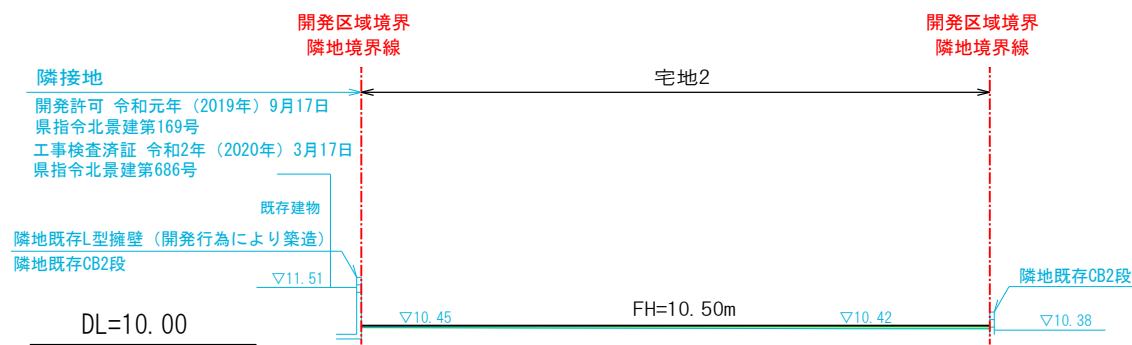 開発区域境界
隣地境界線
開発区域境界
隣地境界線
隣接地
宅地2
開発許可 令和元年（2019年）9月17日
県指令北景建第169号
工事検査済証 令和2年（2020年）3月17日
県指令北景建第686号
既存建物
隣地既存L型擁壁（開発行為により築造）
隣地既存CB2段
▽11.51
隣地既存CB2段
DL=10.00
▽10.45
FH=10.50m
▽10.42
▽10.38